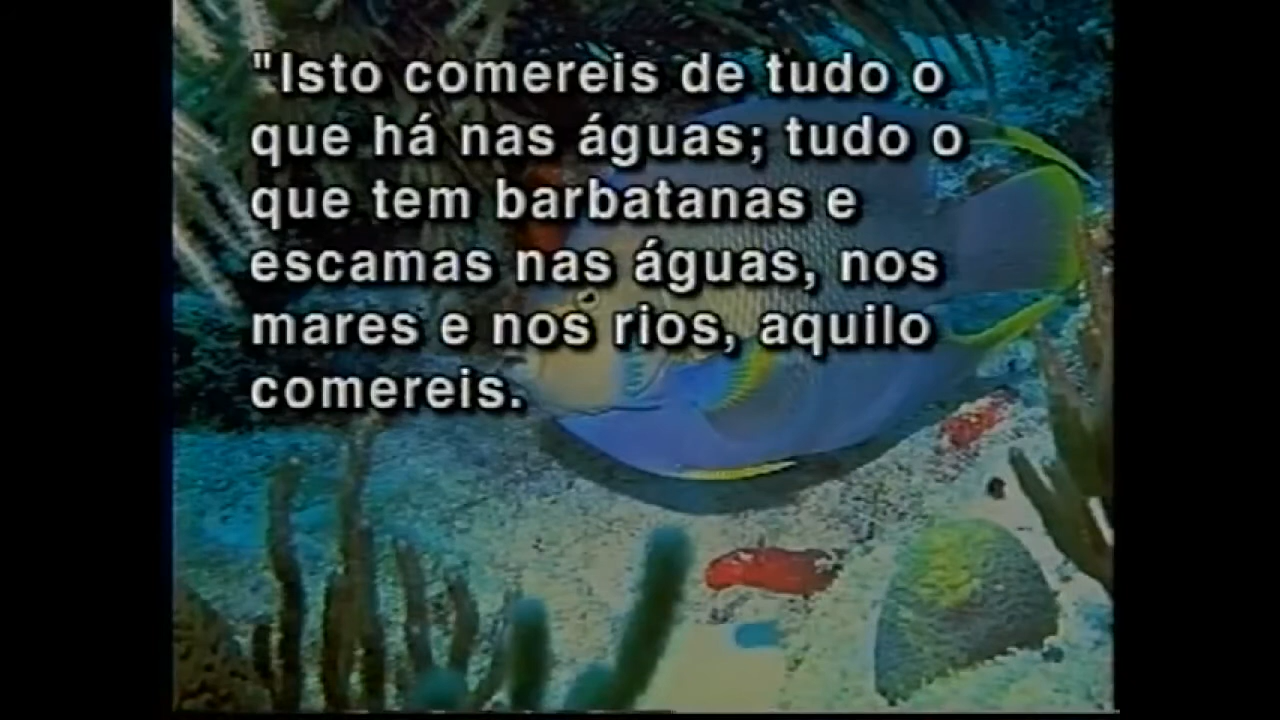 "Isto comereis de tudo o
que há nas águas; tudo o
que tem barbatanas e
escamas nas águas, nos
mares e nos rios, aquilo
comereis.